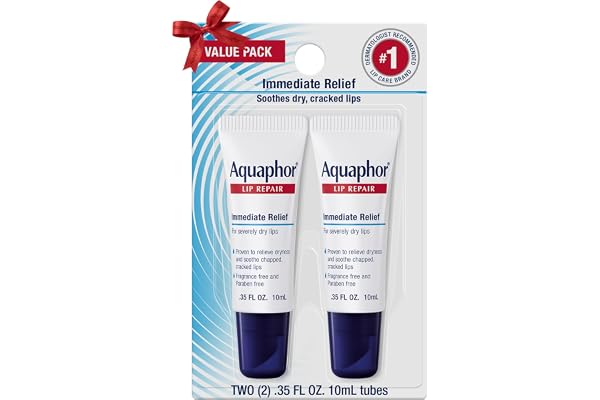 VALUE PACK
DERMATOLOGIST RECOMMENDED
#1
LIP CARE BRAND
Immediate Relief
Soothes dry, cracked lips
Aquaphor®
LIP REPAIR
Immediate Relief
For severely dry lips
Proven to relieve dryness
and soothe chapped,
cracked lips
Fragrance free and
Paraben free
.35 FL OZ. 10mL
Aquaphor®
LIP REPAIR
Immediate Relief
For severely dry lips
Proven to relieve dryness
and soothe chapped,
cracked lips
Fragrance free and
Paraben free
.35 FL OZ. 10mL
TWO (2) .35 FL OZ. 10mL tubes